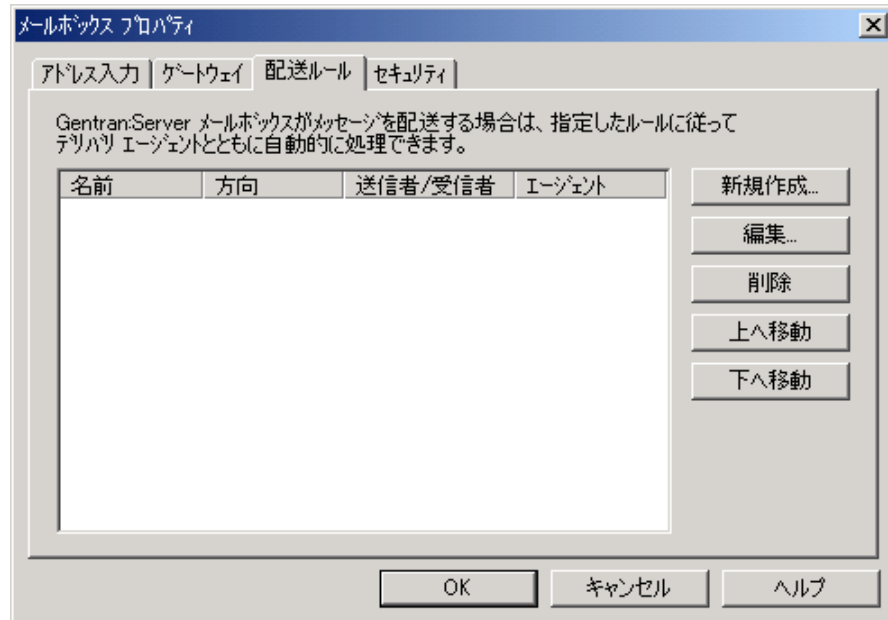 メールボックス プロパティ
アドレス入力 ゲートウェイ 配送ルール セキュリティ
Gentran:Server メールボックスがメッセージを配送する場合は、指定したルールに従って
デリバリ エージェントとともに自動的に処理できます。
名前 方向 送信者/受信者 エージェント
新規作成...
編集...
削除
上へ移動
下へ移動
OK キャンセル ヘルプ